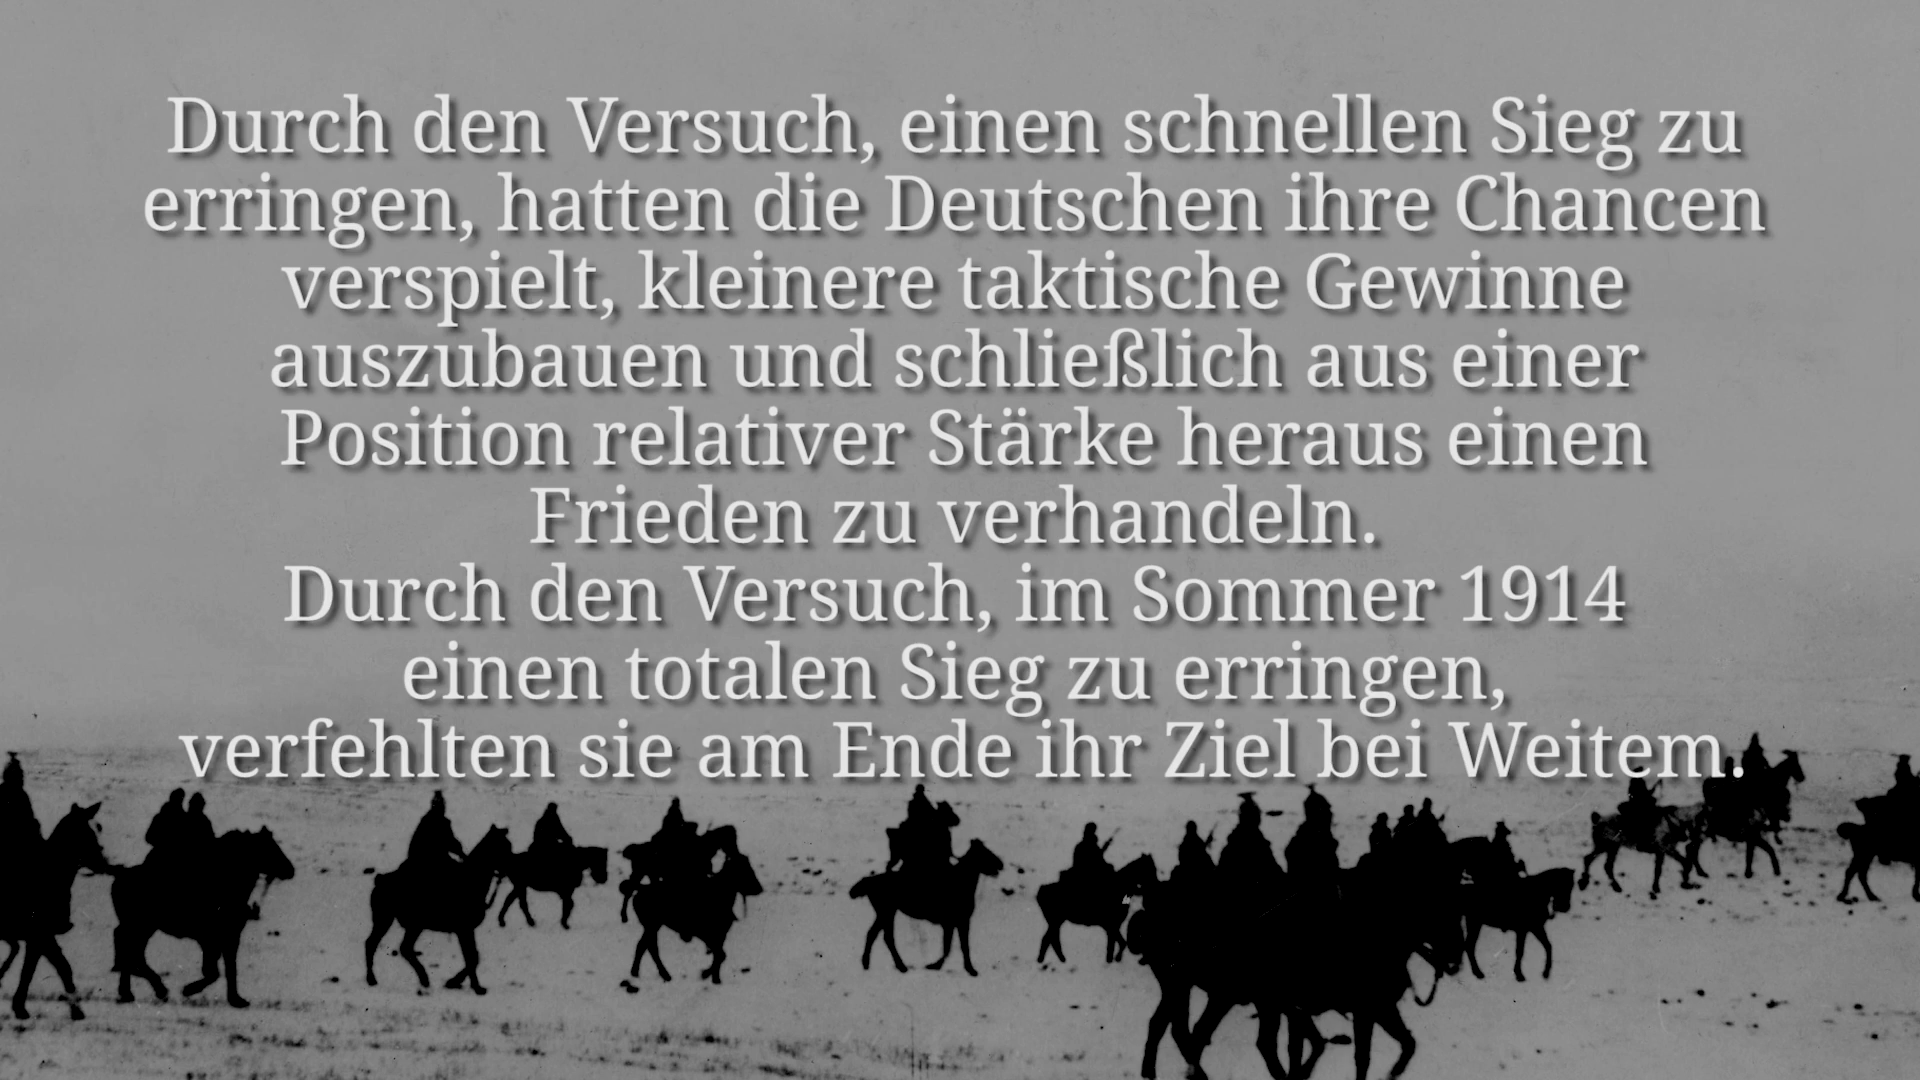 Durch den Versuch, einen schnellen Sieg zu
erringen, hatten die Deutschen ihre Chancen
verspielt, kleinere taktische Gewinne
auszubauen und schließlich aus einer
Position relativer Stärke heraus einen
Frieden zu verhandeln.
Durch den Versuch, im Sommer 1914
einen totalen Sieg zu erringen,
verfehlten sie am Ende ihr Ziel bei Weitem.